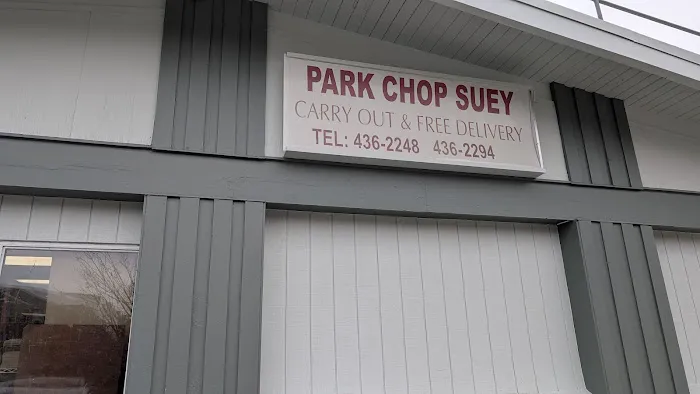 PARK CHOP SUEY
CARRY OUT & FREE DELIVERY
TEL: 436-2248 436-2294